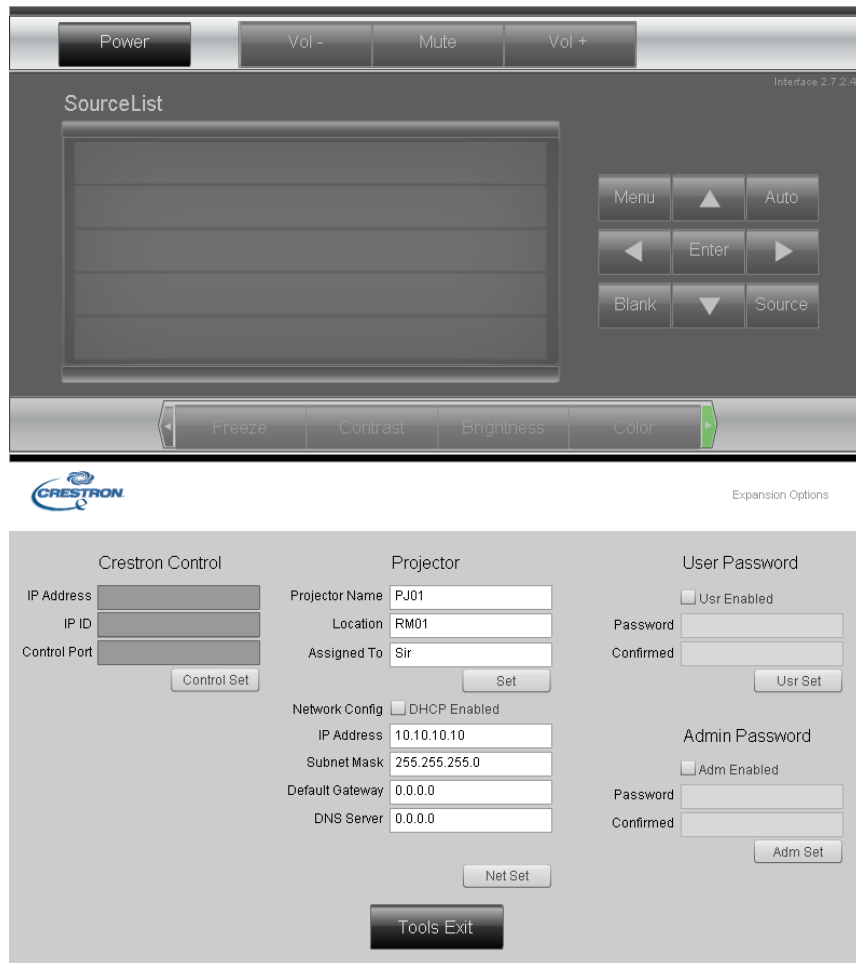 Power
Vol -
Mute
Vol +
Interface 2.7.2.4
SourceList
Menu
Auto
Enter
Blank
Source
Freeze
Contrast
Brightness
Color
CRESTRON
Expansion Options
Crestron Control
IP Address
IP ID
Control Port
Control Set
Projector
Projector Name PJ01
Location RM01
Assigned To Sir
Set
Network Config DHCP Enabled
IP Address 10.10.10.10
Subnet Mask 255.255.255.0
Default Gateway 0.0.0.0
DNS Server 0.0.0.0
Net Set
User Password
Usr Enabled
Password
Confirmed
Usr Set
Admin Password
Adm Enabled
Password
Confirmed
Adm Set
Tools Exit